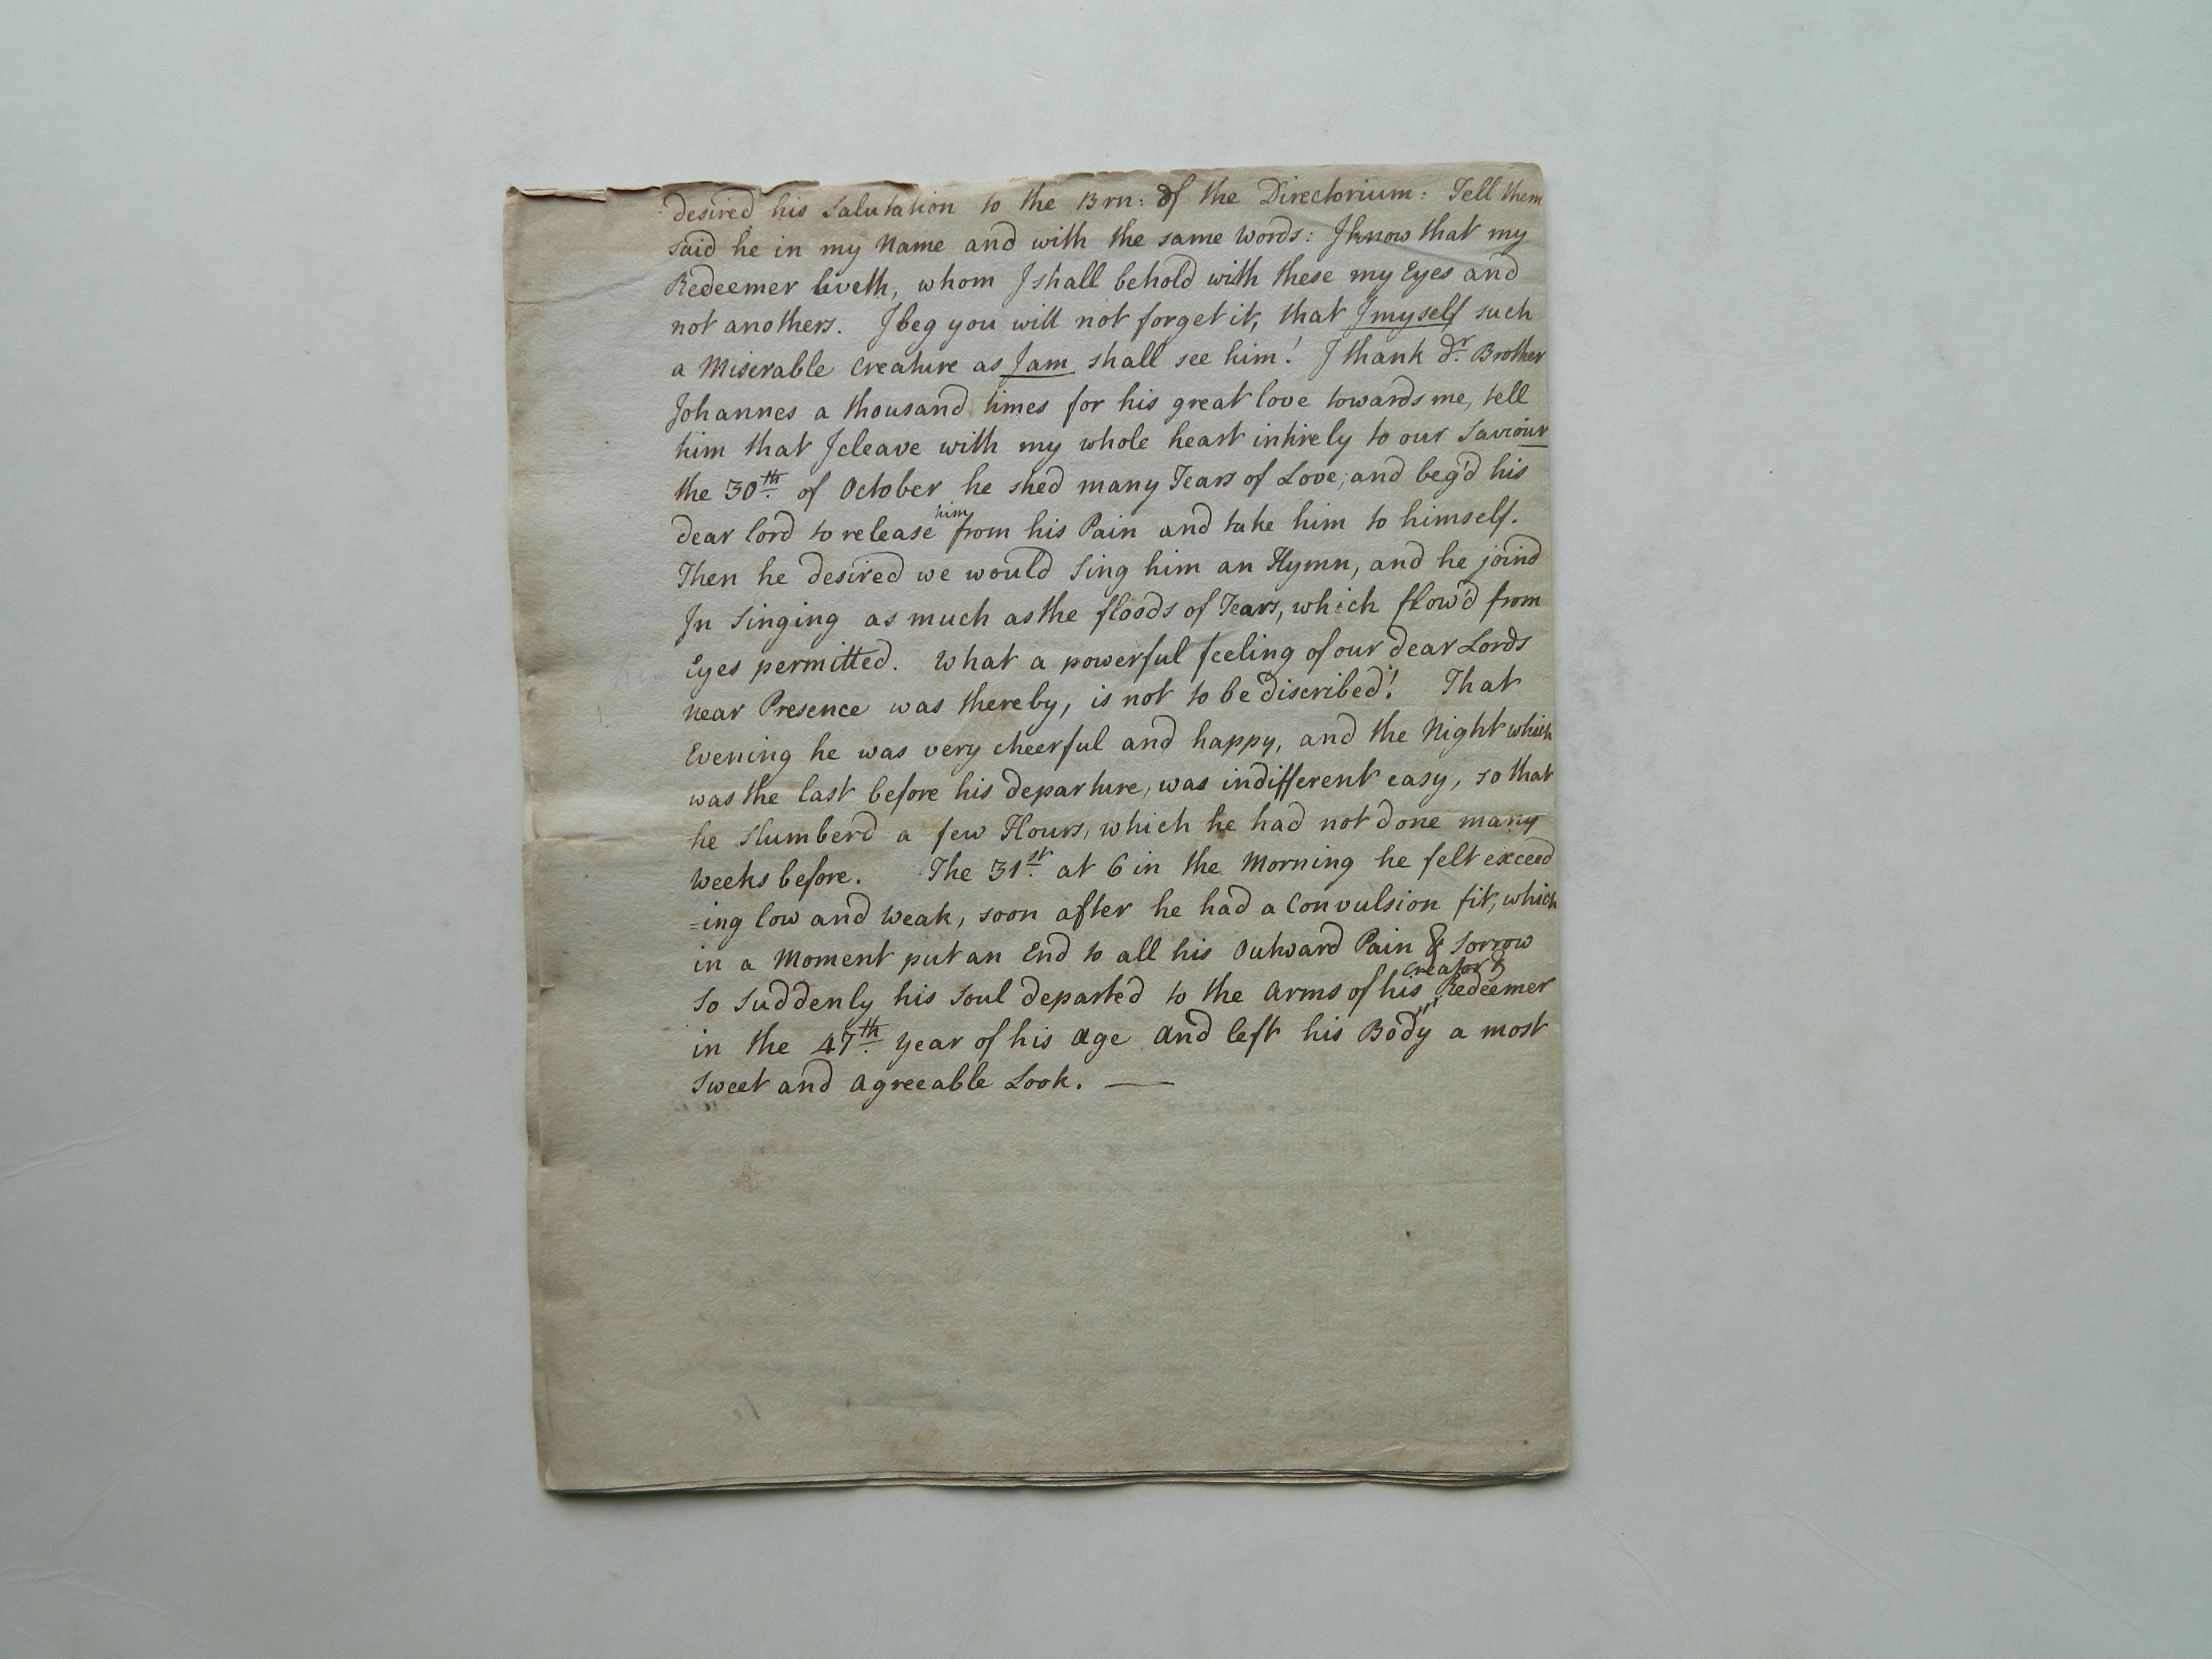 desired his Salutation to the Brn: of the Directorium: Tell them
said he in my Name and with the same Words: I know that my
Redeemer liveth, whom I shall behold with these my Eyes and
not anothers. I beg you will not forget it, that I myself such
a Miserable Creature as I am shall see him! I thank dr. Brother
Johannes a thousand times for his great love towards me, tell
him that I cleave with my whole heart intirely to our Saviour
the 30th. of October he shed many Tears of Love, and beg'd his
dear lord to release him from his Pain and take him to himself.
Then he desired we would Sing him an Hymn, and he joind
In Singing as much as the floods of Tears, which flow'd from
Eyes permitted. What a powerful feeling of our dear Lords
near Presence was thereby, is not to be discribed! That
Evening he was very cheerful and happy, and the Night which
was the last before his departure, was indifferent easy, so that
he Slumberd a few Hours, which he had not done many
Weeks before. The 31st. at 6 in the Morning he felt exceed
=ing low and Weak, soon after he had a Convulsion fit, which
in a Moment put an End to all his Outward Pain & Sorrow
So Suddenly his Soul departed to the Arms of his Creator & Redeemer
in the 47th. Year of his Age and left his Body a most
Sweet and Agreeable Look. —